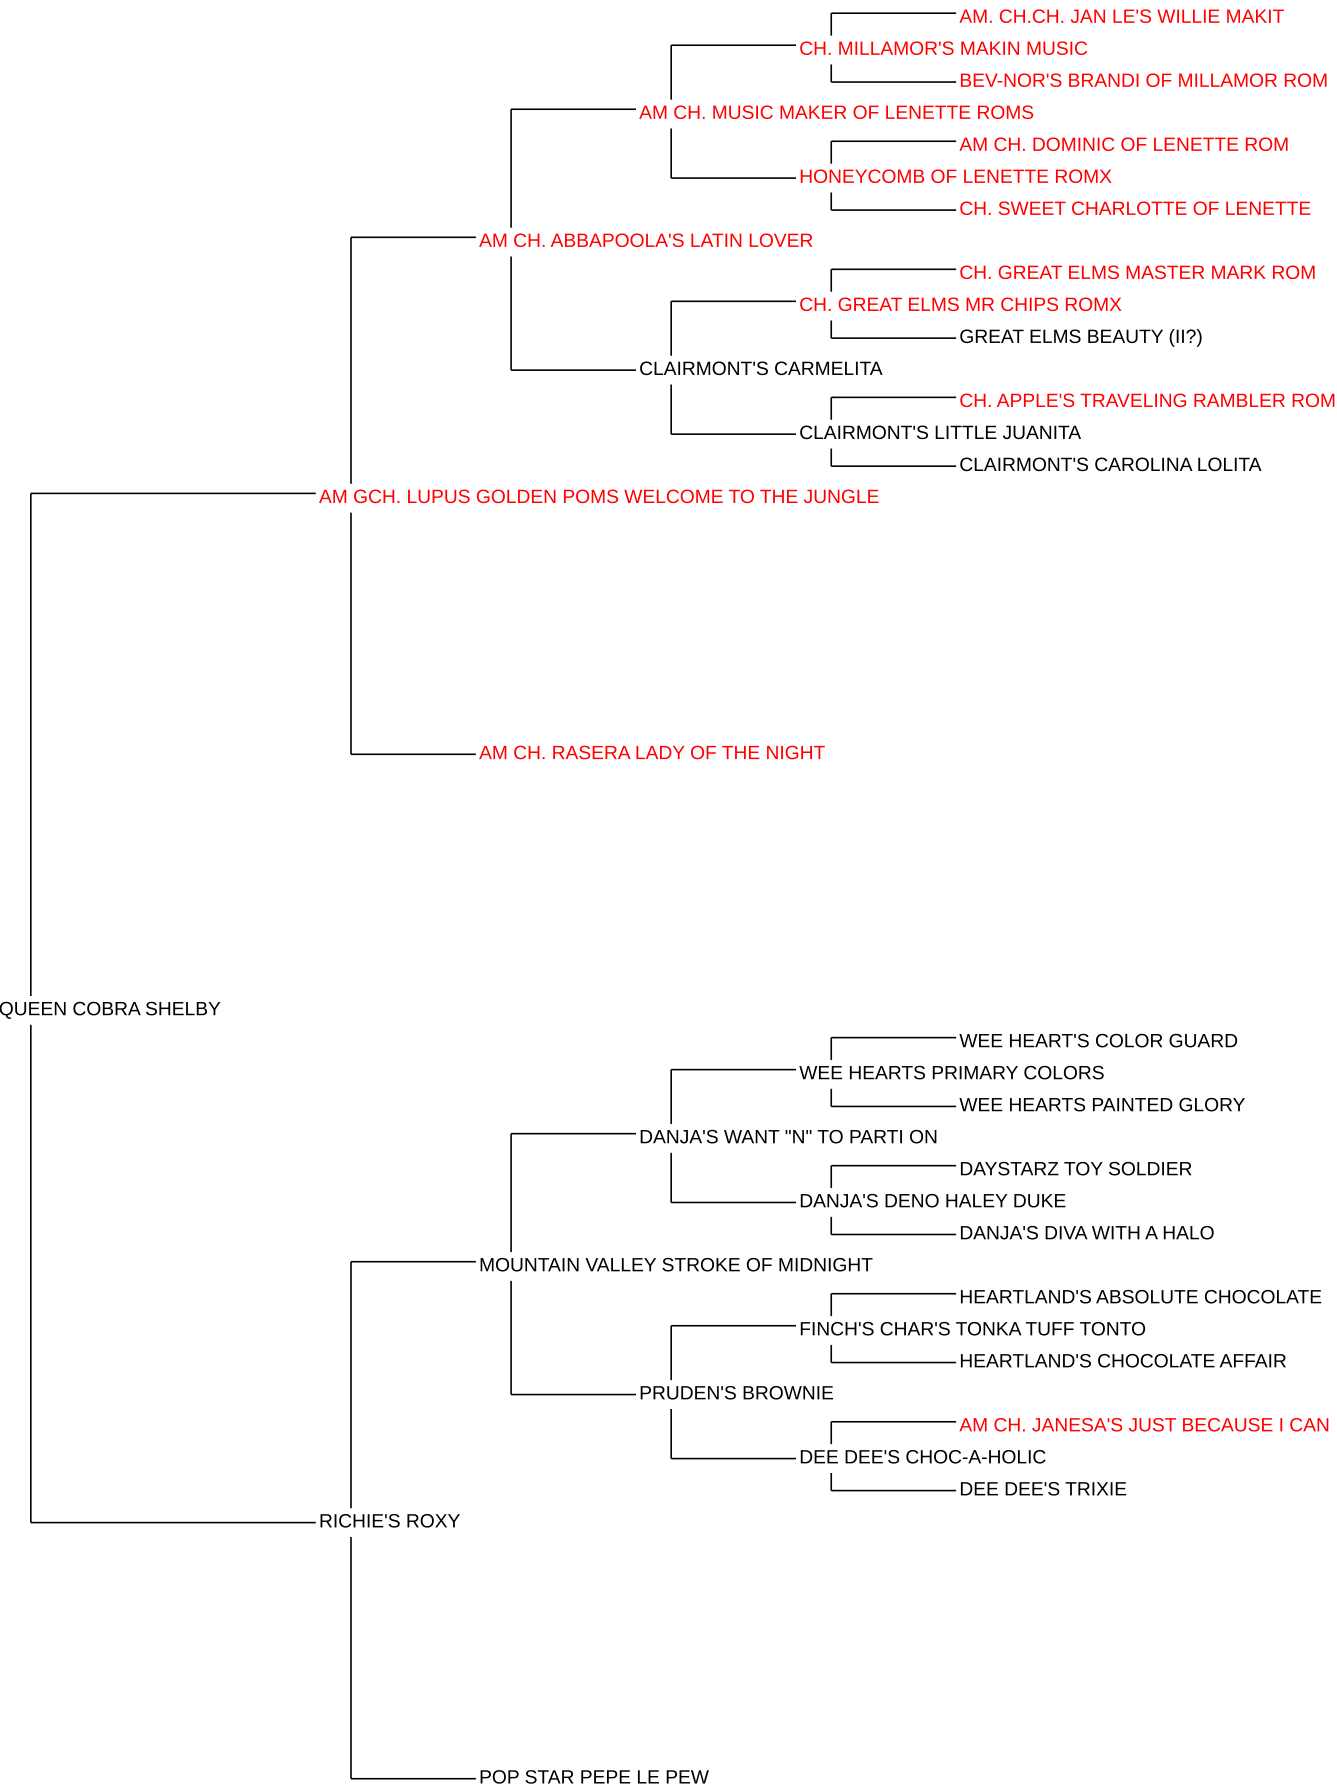 AM. CH.CH. JAN LE'S WILLIE MAKIT
CH. MILLAMOR'S MAKIN MUSIC
BEV-NOR'S BRANDI OF MILLAMOR ROM
AM CH. MUSIC MAKER OF LENETTE ROMS
AM CH. DOMINIC OF LENETTE ROM
HONEYCOMB OF LENETTE ROMX
CH. SWEET CHARLOTTE OF LENETTE
AM CH. ABBAPOOLA'S LATIN LOVER
CH. GREAT ELMS MASTER MARK ROM
CH. GREAT ELMS MR CHIPS ROMX
GREAT ELMS BEAUTY (II?)
CLAIRMONT'S CARMELITA
CH. APPLE'S TRAVELING RAMBLER ROM
CLAIRMONT'S LITTLE JUANITA
CLAIRMONT'S CAROLINA LOLITA
AM GCH. LUPUS GOLDEN POMS WELCOME TO THE JUNGLE
AM CH. RASERA LADY OF THE NIGHT
QUEEN COBRA SHELBY
WEE HEART'S COLOR GUARD
WEE HEARTS PRIMARY COLORS
WEE HEARTS PAINTED GLORY
DANJA'S WANT "N" TO PARTI ON
DAYSTARZ TOY SOLDIER
DANJA'S DENO HALEY DUKE
DANJA'S DIVA WITH A HALO
MOUNTAIN VALLEY STROKE OF MIDNIGHT
HEARTLAND'S ABSOLUTE CHOCOLATE
FINCH'S CHAR'S TONKA TUFF TONTO
HEARTLAND'S CHOCOLATE AFFAIR
PRUDEN'S BROWNIE
AM CH. JANESA'S JUST BECAUSE I CAN
DEE DEE'S CHOC-A-HOLIC
DEE DEE'S TRIXIE
RICHIE'S ROXY
POP STAR PEPE LE PEW